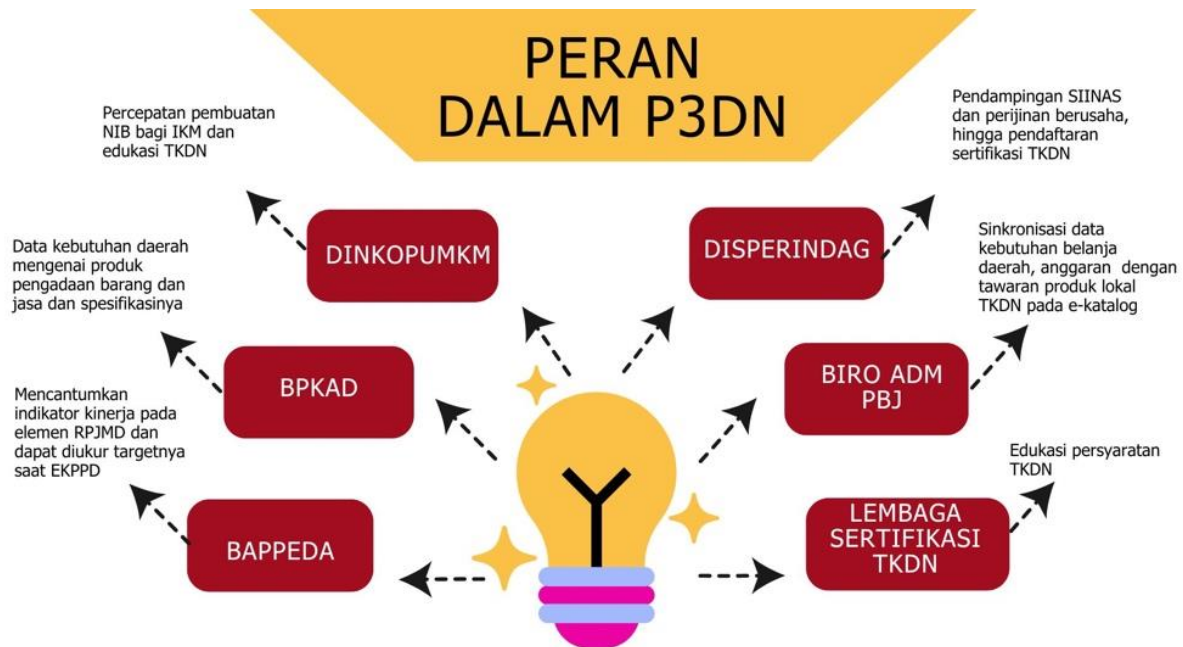 PERAN
DALAM P3DN
Percepatan pembuatan
NIB bagi IKM dan
edukasi TKDN
DINKOPUMKM
Data kebutuhan daerah
mengenai produk
pengadaan barang dan
jasa dan spesifikasinya
BPKAD
Mencantumkan
indikator kinerja pada
elemen RPJMD dan
dapat diukur targetnya
saat EKPPD
BAPPEDA
Pendampingan SIINAS
dan perijinan berusaha,
hingga pendaftaran
sertifikasi TKDN
DISPERINDAG
Sinkronisasi data
kebutuhan belanja
daerah, anggaran dengan
tawaran produk lokal
TKDN pada e-katalog
BIRO ADM
PBJ
Edukasi persyaratan
TKDN
LEMBAGA
SERTIFIKASI
TKDN